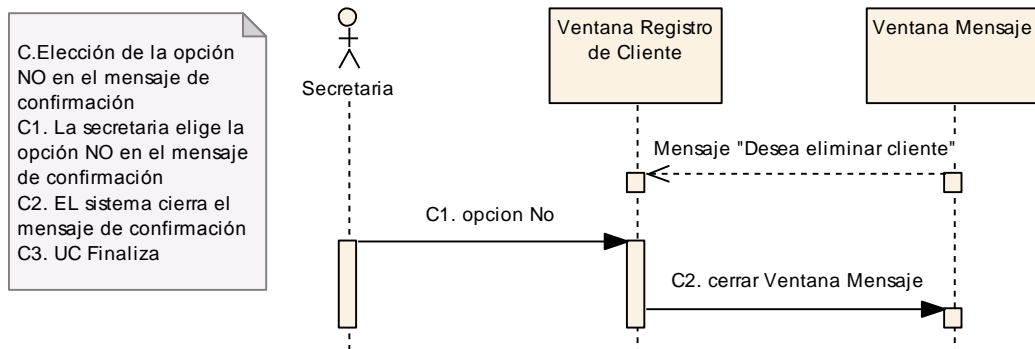 C.Elección de la opción
NO en el mensaje de
confirmación
C1. La secretaria elige la
opción NO en el mensaje
de confirmación
C2. EL sistema cierra el
mensaje de confirmación
C3. UC Finaliza
Secretaria
Ventana Registro
de Cliente
Ventana Mensaje
Mensaje "Desea eliminar cliente"
C1. opcion No
C2. cerrar Ventana Mensaje